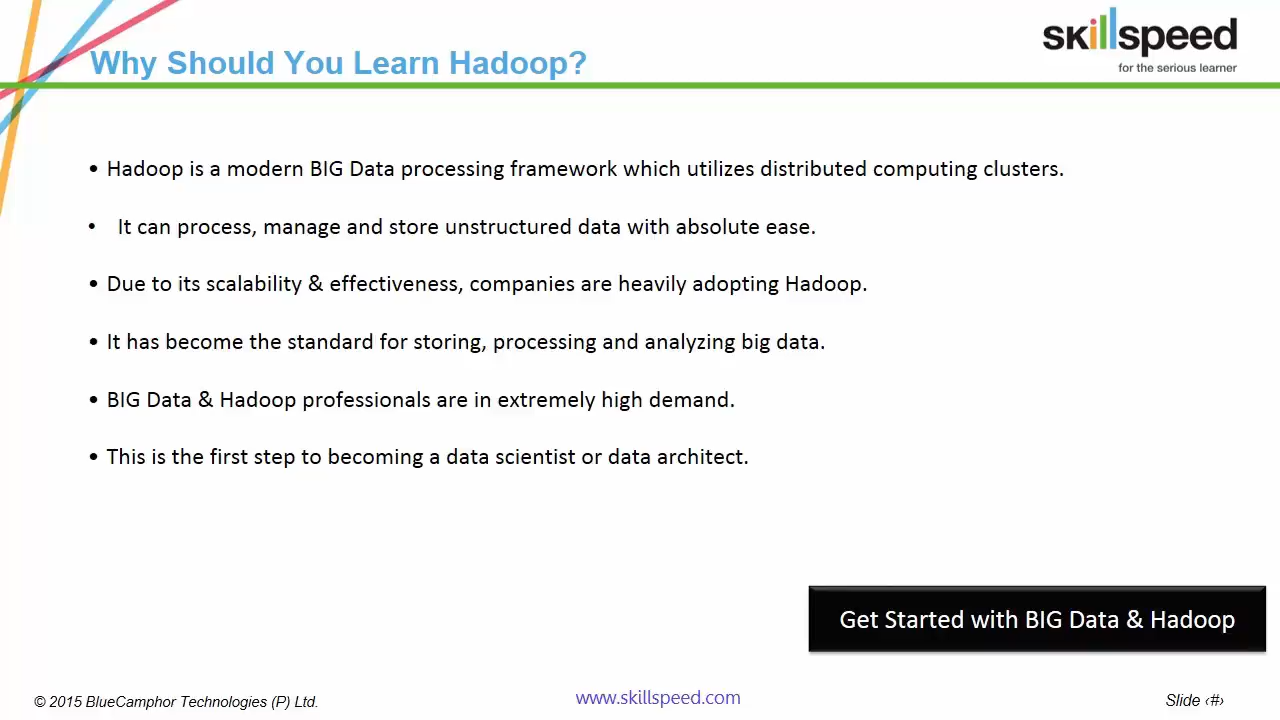 skillspeed
for the serious learner
Why Should You Learn Hadoop?
• Hadoop is a modern BIG Data processing framework which utilizes distributed computing clusters.
• It can process, manage and store unstructured data with absolute ease.
• Due to its scalability & effectiveness, companies are heavily adopting Hadoop.
• It has become the standard for storing, processing and analyzing big data.
• BIG Data & Hadoop professionals are in extremely high demand.
• This is the first step to becoming a data scientist or data architect.
Get Started with BIG Data & Hadoop
© 2015 BlueCamphor Technologies (P) Ltd.
www.skillspeed.com
Slide ‹#›